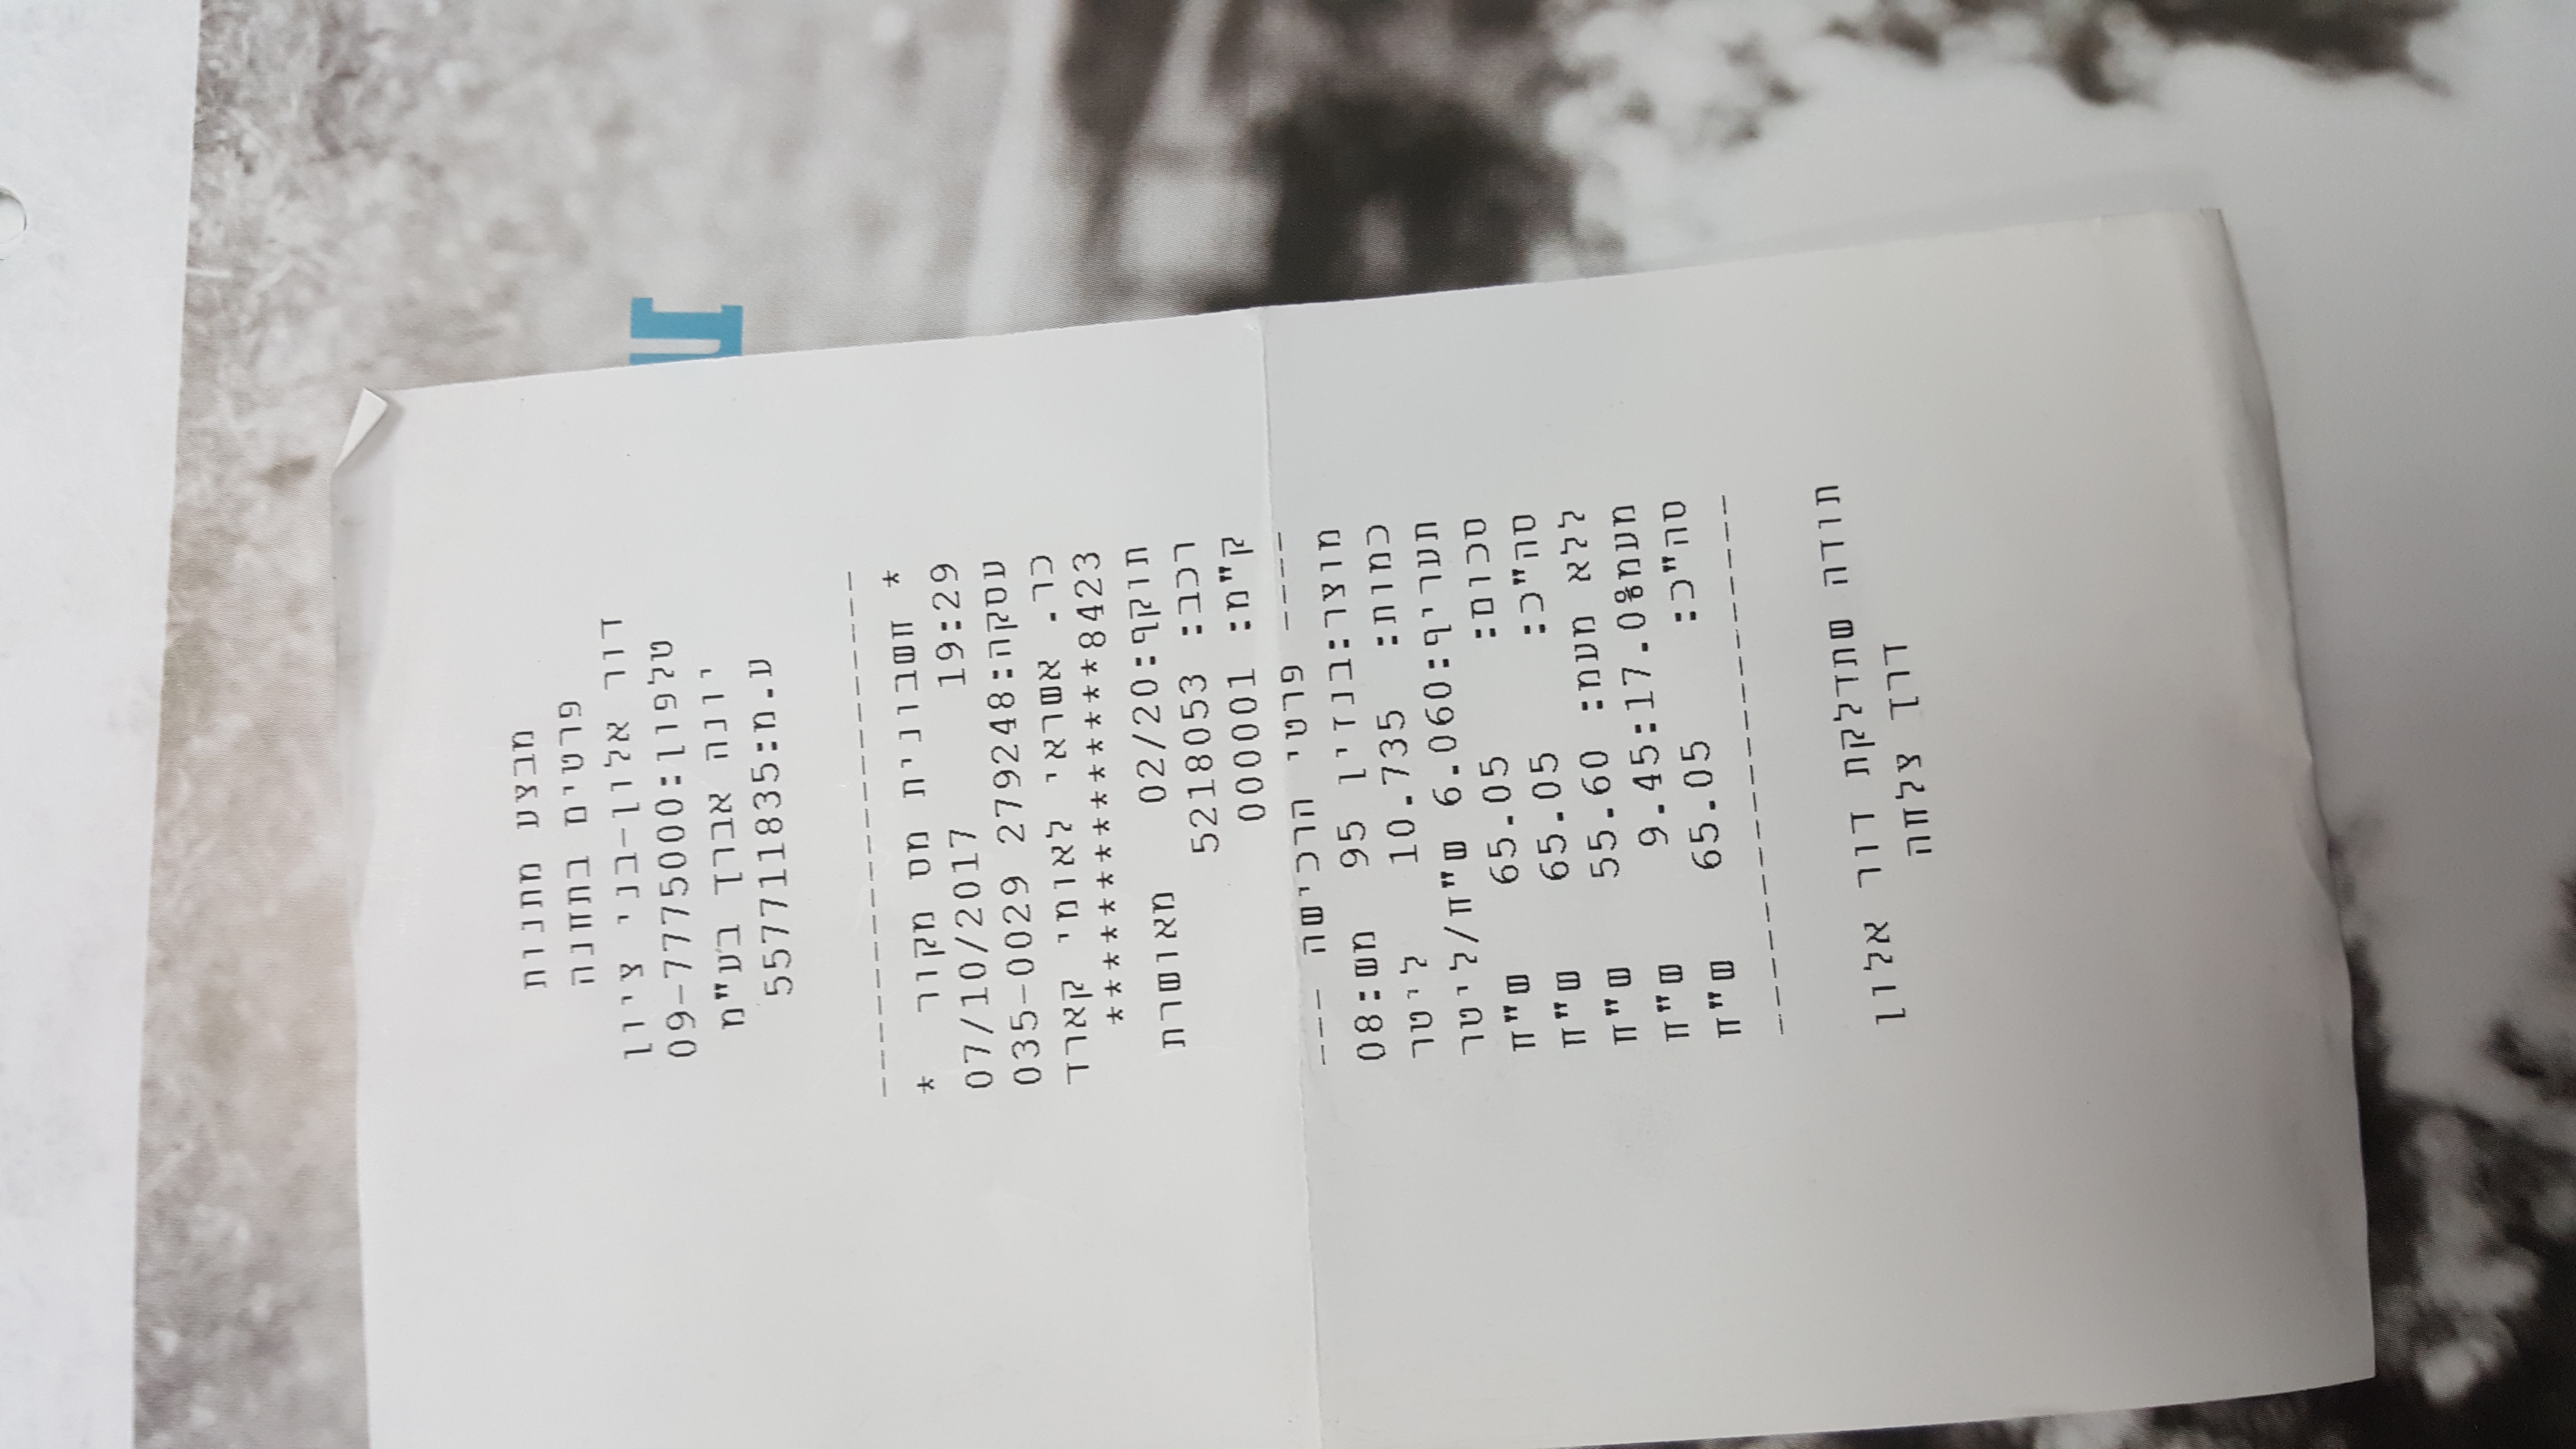 מבצע מתנות
פרטים בתחנה
דור אלון-בני ציון
טלפון:09-7775000
יונה אברך בע"מ
ע.מ:557711835
--------------------
* חשבונית מס מקור *
19:29 07/10/2017
עסקה:279248 035-0029
כר. אשראי לאומי קארד
8423**************
תוקף:02/20 מאושרת
רכב: 5218053
ק"מ: 000001
---- פרטי הרכישה ---
מוצר:בנזין 95 מש:08
כמות: 10.735 ליטר
תעריף:6.060 ש"ח/ליטר
סכום: 65.05 ש"ח
סה"כ: 65.05 ש"ח
ללא מעמ: 55.60 ש"ח
מעמ17.0%:9.45 ש"ח
סה"כ: 65.05 ש"ח
--------------------
תודה שתדלקת דור אלון
דרך צלחה
ת